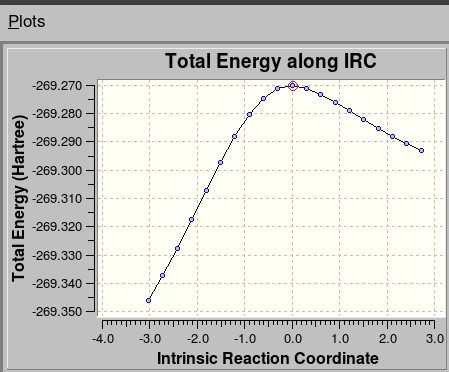 Plots
Total Energy along IRC
Total Energy (Hartree)
-269.270
-269.280
-269.290
-269.300
-269.310
-269.320
-269.330
-269.340
-269.350
-4.0 -3.0 -2.0 -1.0 0.0 1.0 2.0 3.0
Intrinsic Reaction Coordinate